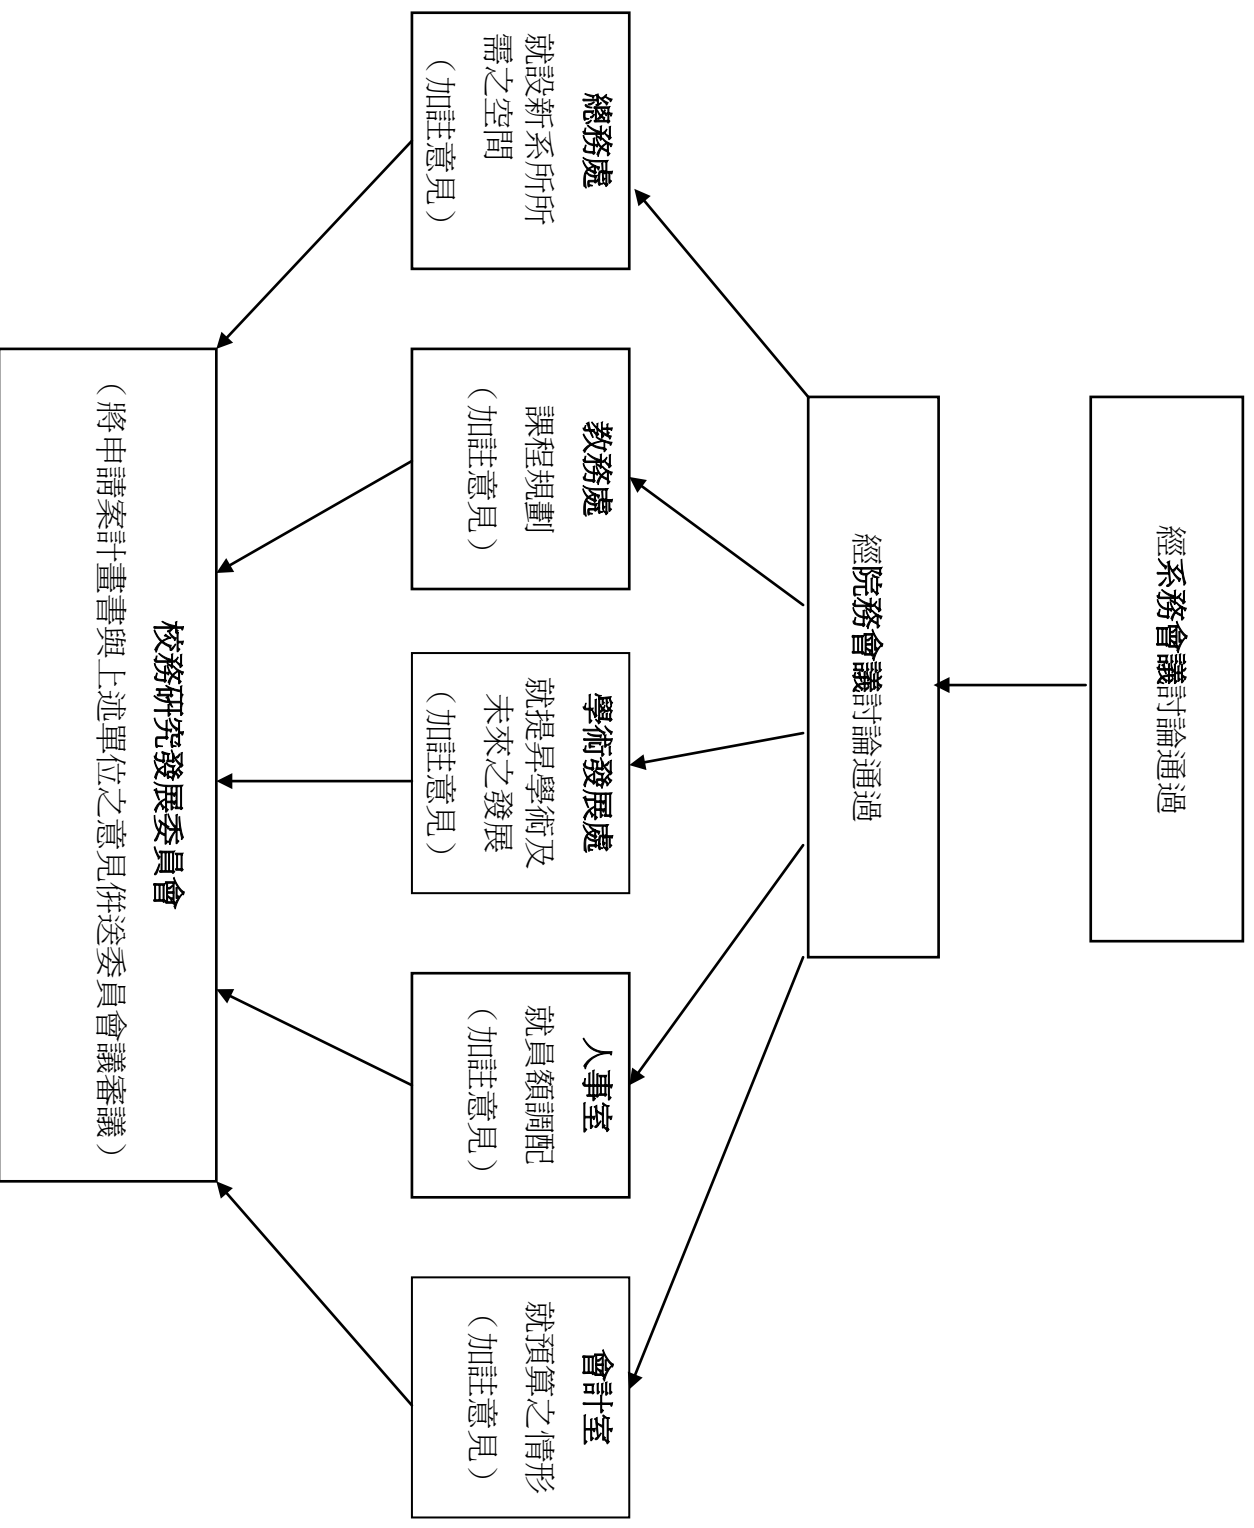 經系務會議討論通過
經院務會議討論通過
總務處
就設新系所所
需之空間
（加註意見）
教務處
課程規劃
（加註意見）
學術發展處
就提昇學術及
未來之發展
（加註意見）
人事室
就員額調配
（加註意見）
會計室
就預算之情形
（加註意見）
校務研究發展委員會
（將申請案計畫書與上述單位之意見併送委員會議審議）